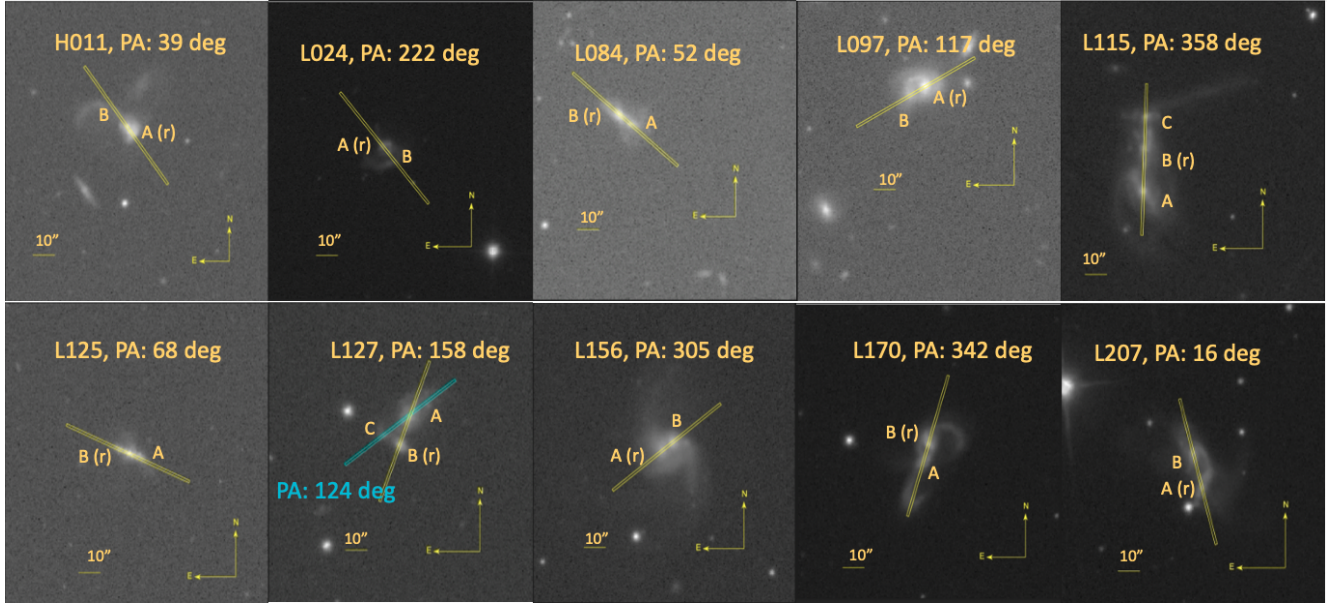 H011, PA: 39 deg
B
A (r)
10”
N
E
L024, PA: 222 deg
A (r)
B
10”
N
E
L084, PA: 52 deg
B (r)
A
10”
N
E
L097, PA: 117 deg
A (r)
B
10”
N
E
L115, PA: 358 deg
C
B (r)
A
10”
N
E
L125, PA: 68 deg
B (r)
A
10”
N
E
L127, PA: 158 deg
A
C
B (r)
PA: 124 deg
10”
N
E
L156, PA: 305 deg
B
A (r)
10”
N
E
L170, PA: 342 deg
B (r)
A
10”
N
E
L207, PA: 16 deg
B
A (r)
10”
N
E